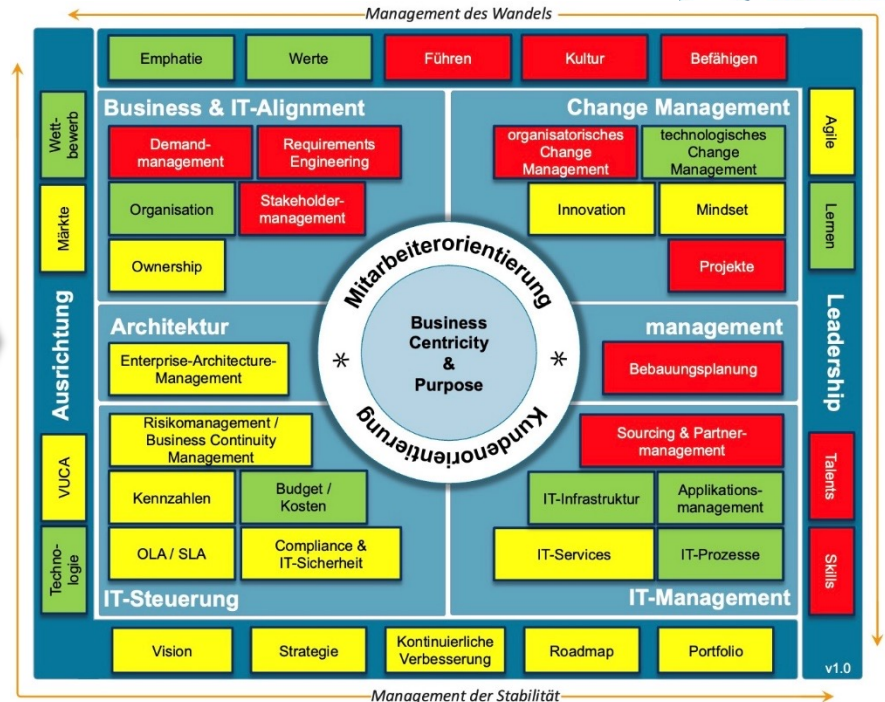 Management des Wandels
Emphatie
Werte
Führen
Kultur
Befähigen
Wett-
bewerb
Märkte
Ausrichtung
VUCA
Techno-
logie
Business & IT-Alignment
Demand-
management
Requirements
Engineering
Organisation
Stakeholder-
management
Ownership
Change Management
organisatorisches
Change
Management
technologisches
Change
Management
Innovation
Mindset
Projekte
Agile
Lernen
Leadership
Talents
Skills
Mitarbeiterorientierung
*
Business
Centricity
&
Purpose
*
Kundenorientierung
Architektur
Enterprise-Architecture-
Management
management
Bebauungsplanung
Risikomanagement /
Business Continuity
Management
Kennzahlen
Budget /
Kosten
OLA / SLA
Compliance &
IT-Sicherheit
IT-Steuerung
Sourcing & Partner-
management
IT-Infrastruktur
Applikations-
management
IT-Services
IT-Prozesse
IT-Management
Vision
Strategie
Kontinuierliche
Verbesserung
Roadmap
Portfolio
v1.0
Management der Stabilität